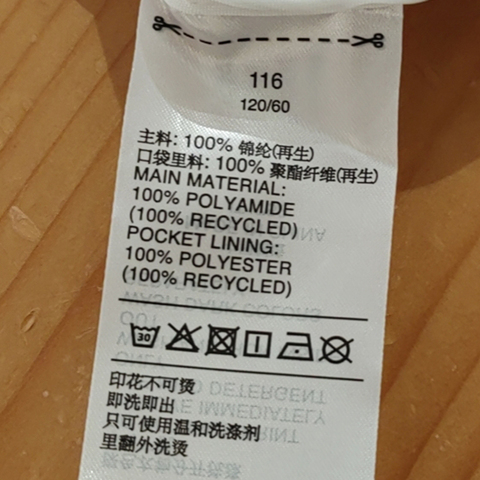 116
120/60
主料: 100% 锦纶(再生)
口袋里料: 100% 聚酯纤维(再生)
MAIN MATERIAL:
100% POLYAMIDE
(100% RECYCLED)
POCKET LINING:
100% POLYESTER
(100% RECYCLED)
30
印花不可烫
即洗即出
只可使用温和洗涤剂
里翻外洗烫